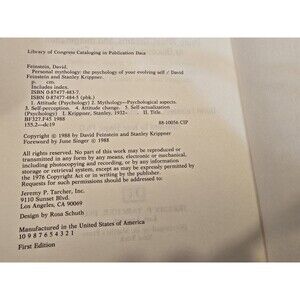 Library of Congress Cataloging in Publication Data
Feinstein, David.
Personal mythology: the psychology of your evolving self / David
Feinstein and Stanley Krippner.
p. cm.
Includes index.
ISBN 0-87477-483-7.
ISBN 0-87477-484-5 (pbk.)
1. Attitude (Psychology) 2. Mythology—Psychological aspects.
3. Self-perception. 4. Attitude change. 5. Self-actualization
(Psychology) I. Krippner, Stanley, 1932- II. Title.
BF327.F45 1988
155.2—dc19 88-10056 CIP
Copyright © 1988 by David Feinstein and Stanley Krippner
Foreword by June Singer © 1988
All rights reserved. No part of this work may be reproduced or
transmitted in any form by any means, electronic or mechanical,
including photocopying and recording, or by any information
storage or retrieval system, except as may be expressly permitted by
the 1976 Copyright Act or in writing by the publisher.
Requests for such permissions should be addressed to:
Jeremy P. Tarcher, Inc.
9110 Sunset Blvd.
Los Angeles, CA 90069
Design by Rosa Schuth
Manufactured in the United States of America
10 9 8 7 6 5 4 3 2 1
First Edition